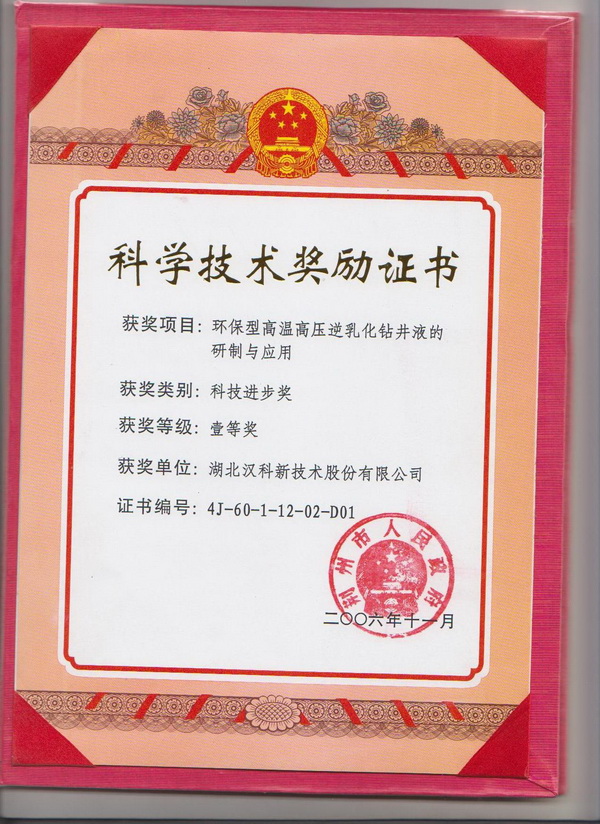 科学技术奖励证书
获奖项目：环保型高温高压逆乳化钻井液的
研制与应用
获奖类别：科技进步奖
获奖等级：壹等奖
获奖单位：湖北汉科新技术股份有限公司
证书编号：4J-60-1-12-02-D01
荆州市人民政府
二〇〇六年十一月